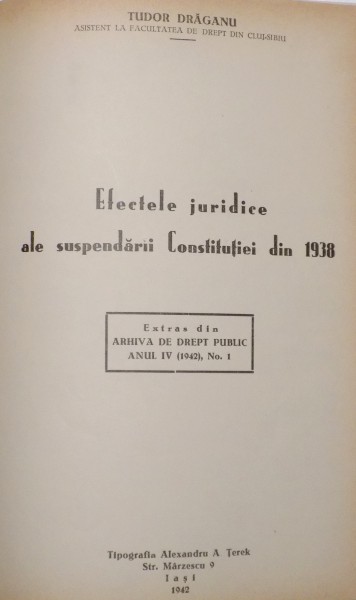 TUDOR DRĂGANU
ASISTENT LA FACULTATEA DE DREPT DIN CLUJ-SIBIU
Efectele juridice
ale suspendării Constituției din 1938
Extras din
ARHIVA DE DREPT PUBLIC
ANUL IV (1942), No. 1
Tipografia Alexandru A Țerek
Str. Mârzescu 9
Iași
1942